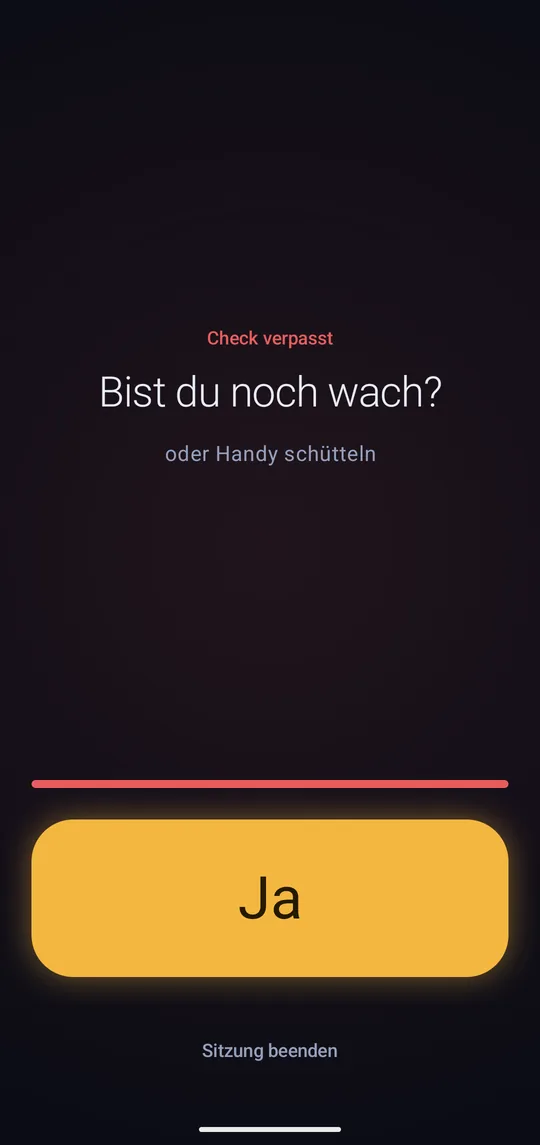 Check verpasst
Bist du noch wach?
oder Handy schütteln
Ja
Sitzung beenden